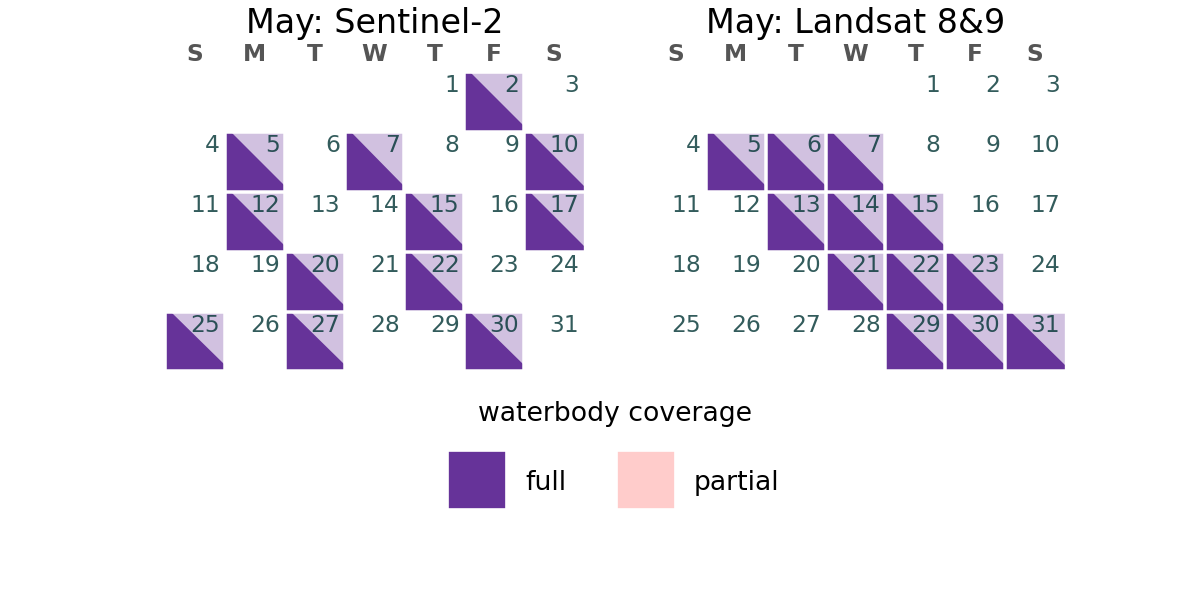 May: Sentinel-2
S M T W T F S
1 2 3
4 5 6 7 8 9 10
11 12 13 14 15 16 17
18 19 20 21 22 23 24
25 26 27 28 29 30 31
May: Landsat 8&9
S M T W T F S
1 2 3
4 5 6 7 8 9 10
11 12 13 14 15 16 17
18 19 20 21 22 23 24
25 26 27 28 29 30 31
waterbody coverage
full partial